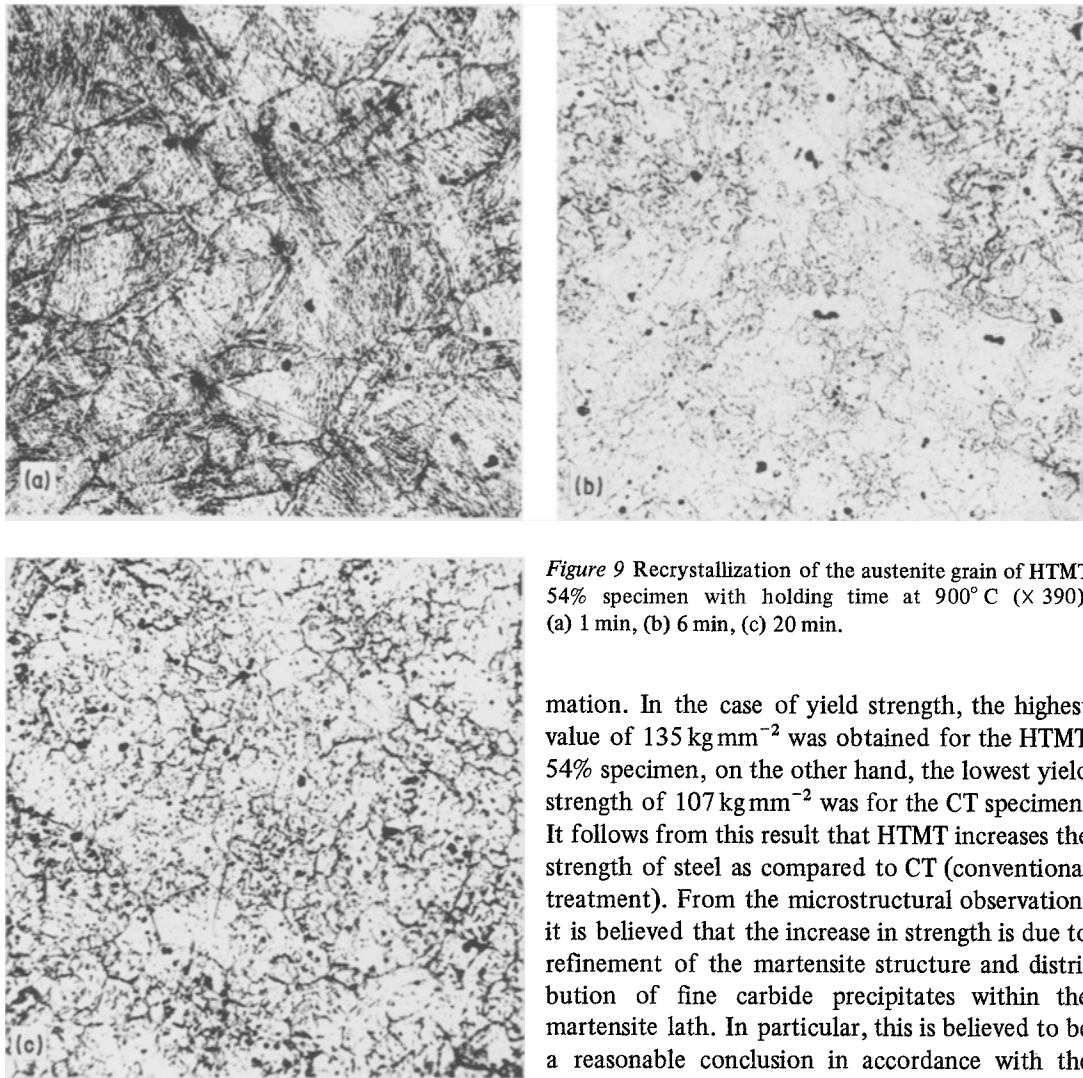 (a)
(b)
(c)
Figure 9 Recrystallization of the austenite grain of HTMT
54% specimen with holding time at 900° C (× 390)
(a) 1 min, (b) 6 min, (c) 20 min.
mation. In the case of yield strength, the highest
value of 135 kg mm⁻² was obtained for the HTMT
54% specimen, on the other hand, the lowest yield
strength of 107 kg mm⁻² was for the CT specimen.
It follows from this result that HTMT increases the
strength of steel as compared to CT (conventional
treatment). From the microstructural observation,
it is believed that the increase in strength is due to
refinement of the martensite structure and distri
bution of fine carbide precipitates within the
martensite lath. In particular, this is believed to be
a reasonable conclusion in accordance with the